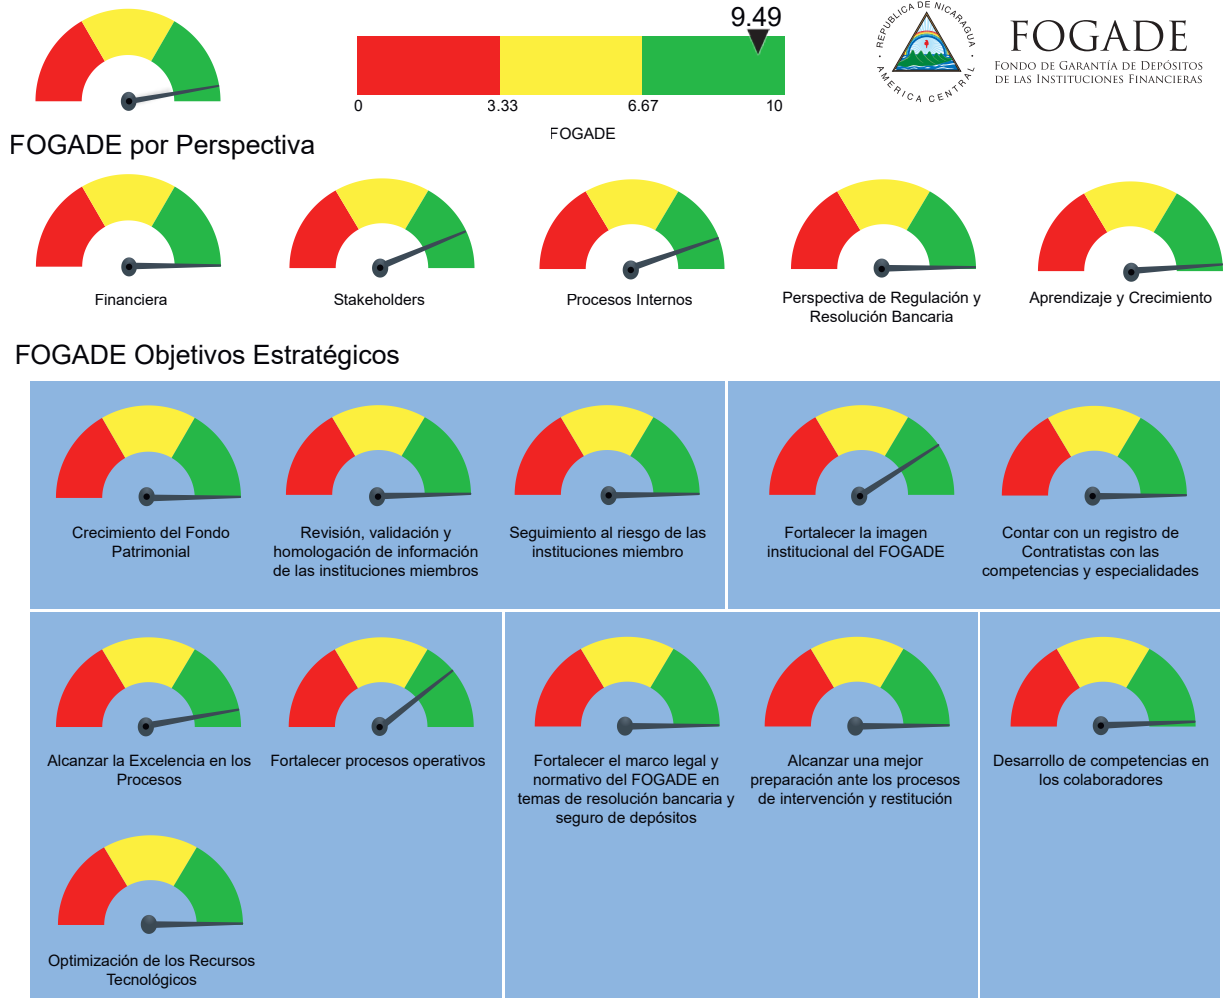 9.49
0
3.33
6.67
10
FOGADE
REPUBLICA DE NICARAGUA
AMERICA CENTRAL
FOGADE
FONDO DE GARANTÍA DE DEPÓSITOS
DE LAS INSTITUCIONES FINANCIERAS
FOGADE por Perspectiva
Financiera
Stakeholders
Procesos Internos
Perspectiva de Regulación y
Resolución Bancaria
Aprendizaje y Crecimiento
FOGADE Objetivos Estratégicos
Crecimiento del Fondo
Patrimonial
Revisión, validación y
homologación de información
de las instituciones miembros
Seguimiento al riesgo de las
instituciones miembro
Fortalecer la imagen
institucional del FOGADE
Contar con un registro de
Contratistas con las
competencias y especialidades
Alcanzar la Excelencia en los
Procesos
Fortalecer procesos operativos
Fortalecer el marco legal y
normativo del FOGADE en
temas de resolución bancaria y
seguro de depósitos
Alcanzar una mejor
preparación ante los procesos
de intervención y restitución
Desarrollo de competencias en
los colaboradores
Optimización de los Recursos
Tecnológicos